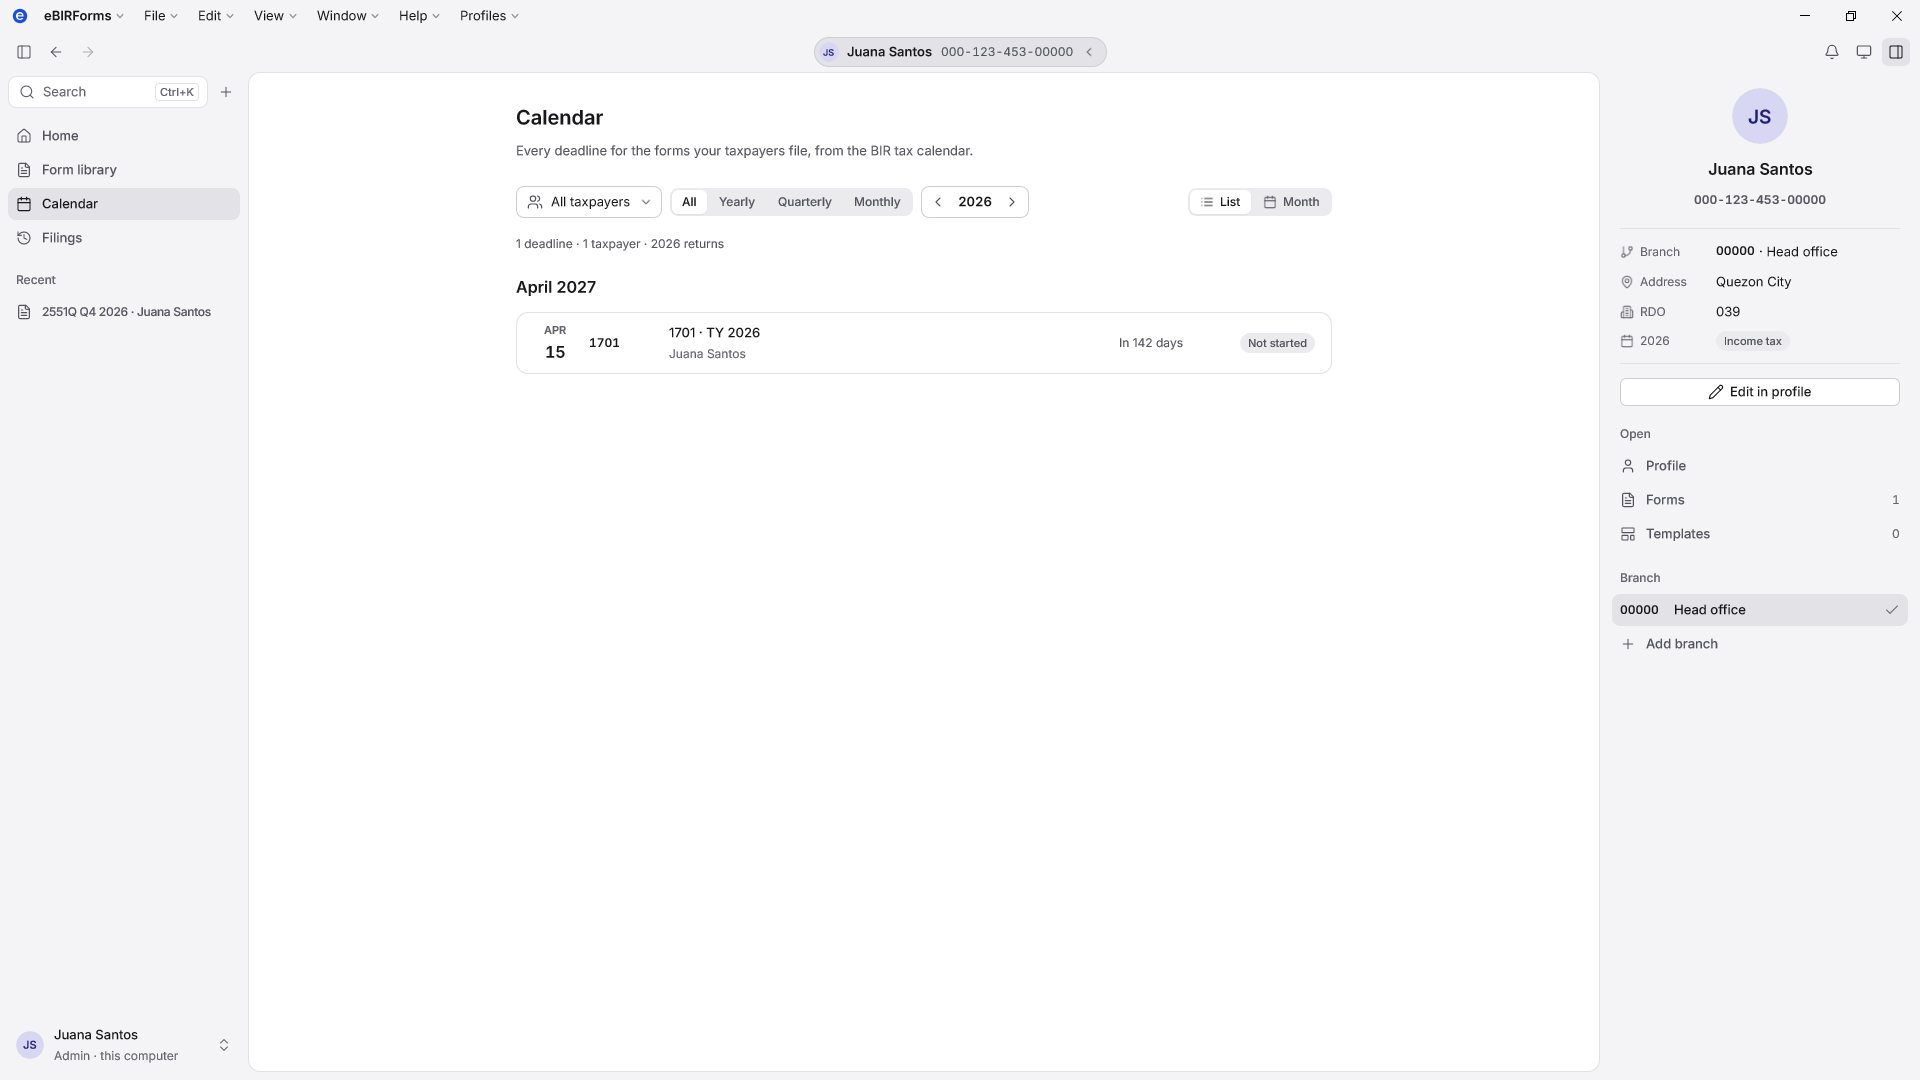 eBIRForms File Edit View Window Help Profiles
JS Juana Santos 000-123-453-00000
Search Ctrl+K
Home
Form library
Calendar
Filings
Recent
2551Q Q4 2026 · Juana Santos
JS Juana Santos
Admin · this computer
Calendar
Every deadline for the forms your taxpayers file, from the BIR tax calendar.
All taxpayers All Yearly Quarterly Monthly 2026 List Month
1 deadline · 1 taxpayer · 2026 returns
April 2027
APR
15
1701
1701 · TY 2026
Juana Santos
In 142 days
Not started
JS
Juana Santos
000-123-453-00000
Branch 00000 · Head office
Address Quezon City
RDO 039
2026 Income tax
Edit in profile
Open
Profile
Forms 1
Templates 0
Branch
00000 Head office
Add branch